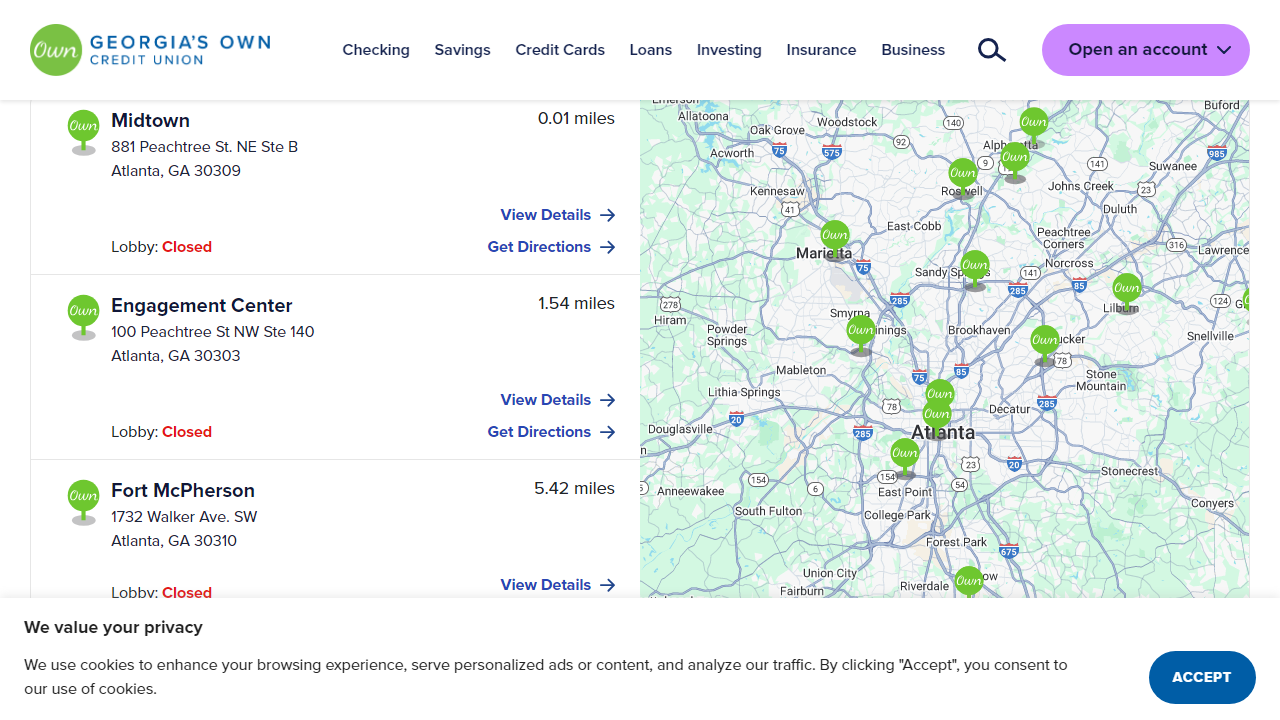 Own
GEORGIA'S OWN
CREDIT UNION
Checking
Savings
Credit Cards
Loans
Investing
Insurance
Business
Open an account
Own
Midtown
0.01 miles
881 Peachtree St. NE Ste B
Atlanta, GA 30309
View Details
Lobby: Closed
Get Directions
Own
Engagement Center
1.54 miles
100 Peachtree St NW Ste 140
Atlanta, GA 30303
View Details
Lobby: Closed
Get Directions
Own
Fort McPherson
5.42 miles
1732 Walker Ave. SW
Atlanta, GA 30310
View Details
Lobby: Closed
Emerson
Allatoona
Woodstock
140
Own
Buford
Oak Grove
92
Acworth
75
575
Own
9
141
985
Suwanee
Own
Roswell
Johns Creek
23
Kennesaw
41
Duluth
East Cobb
Own
Peachtree
Corners
316
Lawrence
Marietta
75
Own
Sandy Springs
141
Norcross
285
85
Own
Lilburn
278
285
124
Hiram
Smyrna
Own
Powder
Springs
Brookhaven
Own
78
Snellville
Mableton
75
85
Stone
Mountain
Lithia Springs
Own
78
Own
Decatur
285
20
Douglasville
285
Atlanta
Own
23
20
Stonecrest
154
154
54
Anneewakee
6
East Point
Conyers
South Fulton
College Park
Forest Park
675
Union City
Own
Riverdale
Fairburn
We value your privacy
We use cookies to enhance your browsing experience, serve personalized ads or content, and analyze our traffic. By clicking "Accept", you consent to
our use of cookies.
ACCEPT